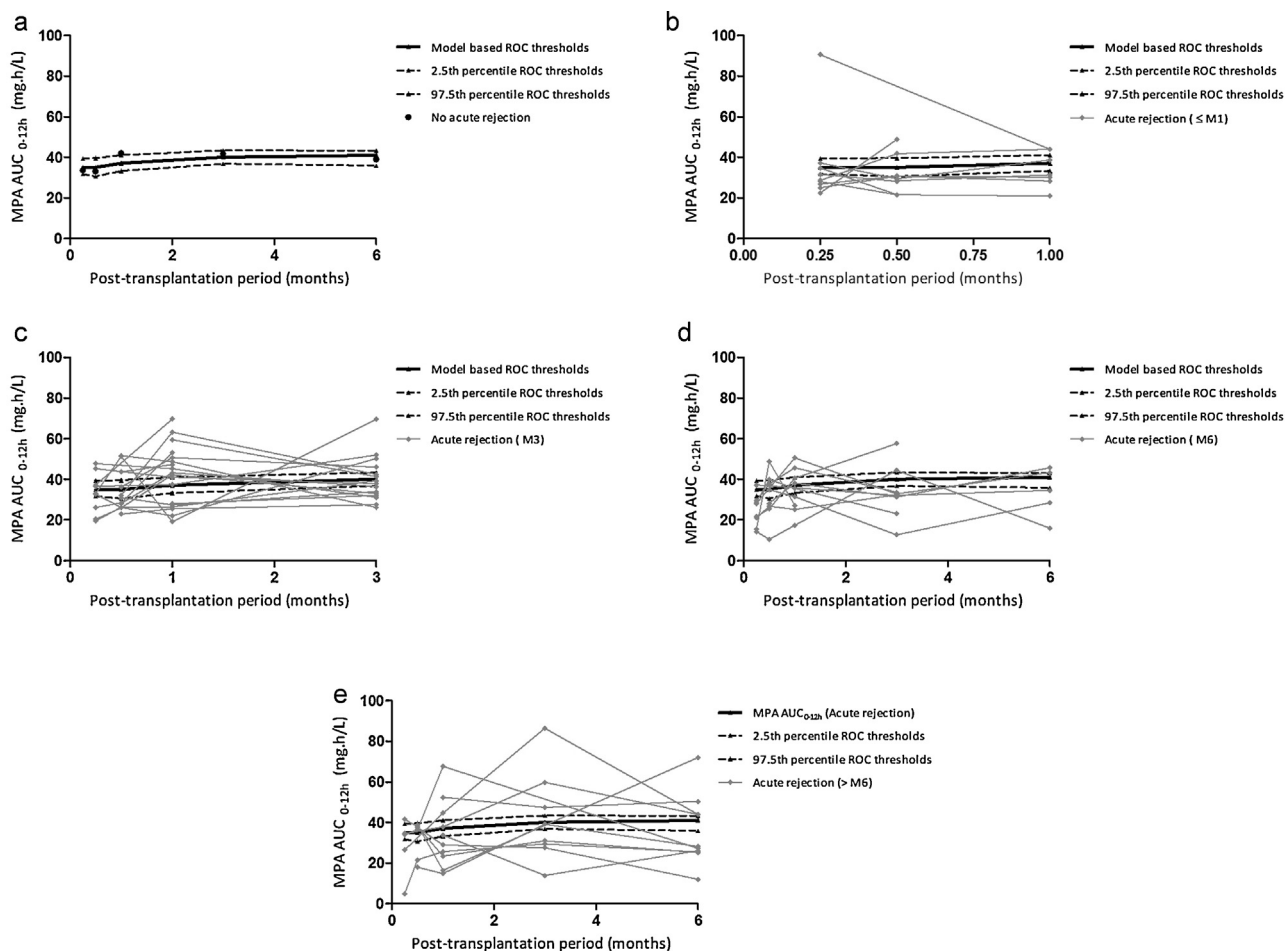 a
MPA AUC 0-12h (mg.h/L)
100
80
60
40
20
0
0
2
4
6
Post-transplantation period (months)
Model based ROC thresholds
2.5th percentile ROC thresholds
97.5th percentile ROC thresholds
No acute rejection
b
MPA AUC 0-12h (mg.h/L)
100
80
60
40
20
0
0.00
0.25
0.50
0.75
1.00
Post-transplantation period (months)
Model based ROC thresholds
2.5th percentile ROC thresholds
97.5th percentile ROC thresholds
Acute rejection ( ≤ M1)
c
MPA AUC 0-12h (mg.h/L)
100
80
60
40
20
0
0
1
2
3
Post-transplantation period (months)
Model based ROC thresholds
2.5th percentile ROC thresholds
97.5th percentile ROC thresholds
Acute rejection ( M3)
d
MPA AUC 0-12h (mg.h/L)
100
80
60
40
20
0
0
2
4
6
Post-transplantation period (months)
Model based ROC thresholds
2.5th percentile ROC thresholds
97.5th percentile ROC thresholds
Acute rejection ( M6)
e
MPA AUC 0-12h (mg.h/L)
100
80
60
40
20
0
0
2
4
6
Post-transplantation period (months)
MPA AUC0-12h (Acute rejection)
2.5th percentile ROC thresholds
97.5th percentile ROC thresholds
Acute rejection (> M6)